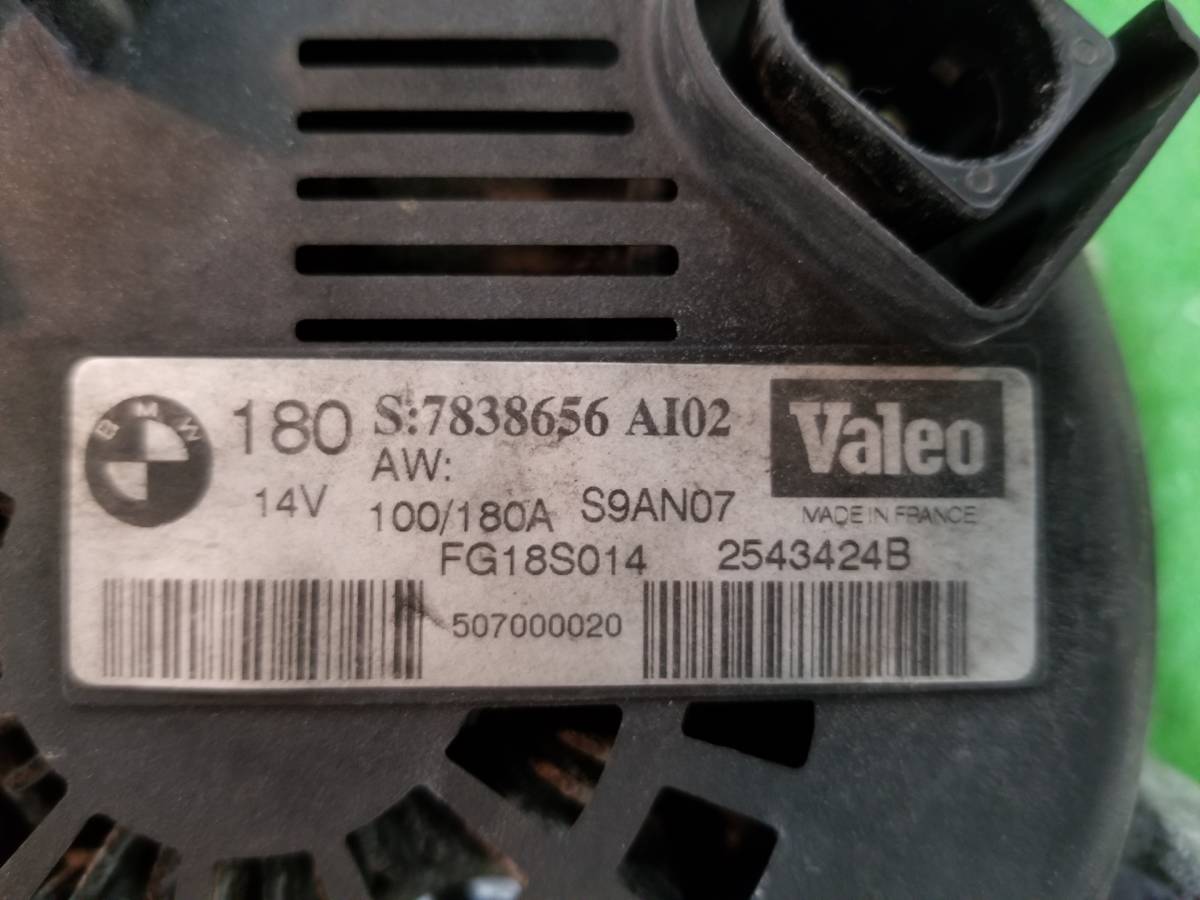 BMW
180 S:7838656 AI02 Valeo
AW:
14V 100/180A S9AN07 MADE IN FRANCE
FG18S014 2543424B
507000020